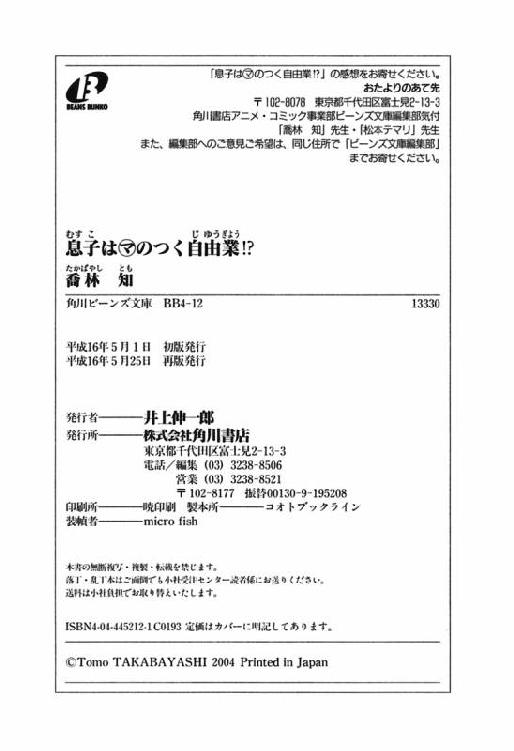 BEANS BUNKO
「息子は㋮のつく自由業!?」の感想をお寄せください。
おたよりのあて先
〒102-8078 東京都千代田区富士見2-13-3
角川書店アニメ・コミック事業部ビーンズ文庫編集部気付
「喬林 知」先生・「松本テマリ」先生
また、編集部へのご意見ご希望は、同じ住所で「ビーンズ文庫編集部」
までお寄せください。
むすこ じゆうぎょう
息子は㋮のつく自由業!?
たかばやし とも
喬林 知
角川ビーンズ文庫 BB4-12 13330
平成16年5月1日 初版発行
平成16年5月25日 再版発行
発行者―――井上伸一郎
発行所―――株式会社角川書店
東京都千代田区富士見2-13-3
電話/編集 (03) 3238-8506
営業 (03) 3238-8521
〒102-8177 振替00130-9-195208
印刷所―――暁印刷 製本所―――コオトブックライン
装幀者―――micro fish
本書の無断複写・複製・転載を禁じます。
落丁・乱丁本はご面倒でも小社受注センター読者係にお送りください。
送料は小社負担でお取り替えいたします。
ISBN4-04-445212-1C0193 定価はカバーに明記してあります。
©Tomo TAKABAYASHI 2004 Printed in Japan